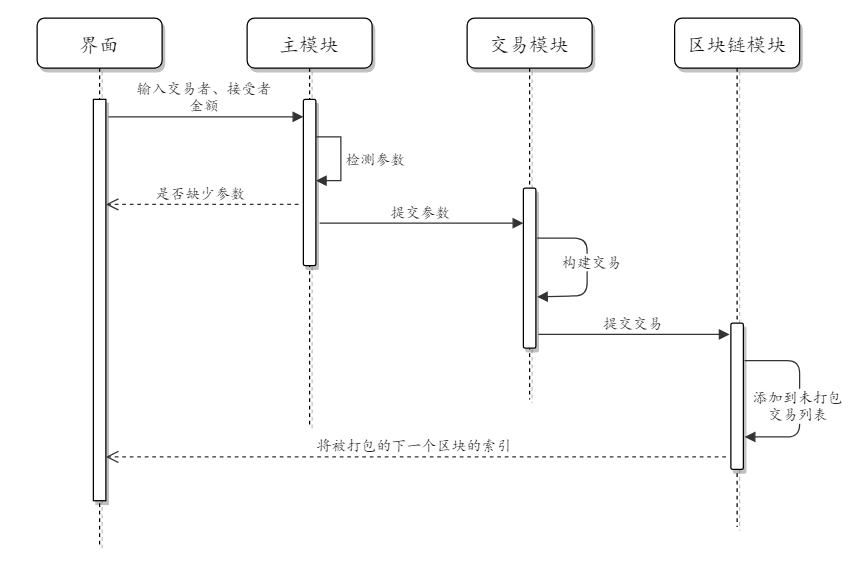 界面
主模块
交易模块
区块链模块
输入交易者、接受者
金额
检测参数
是否缺少参数
提交参数
构建交易
提交交易
添加到未打包
交易列表
将被打包的下一个区块的索引